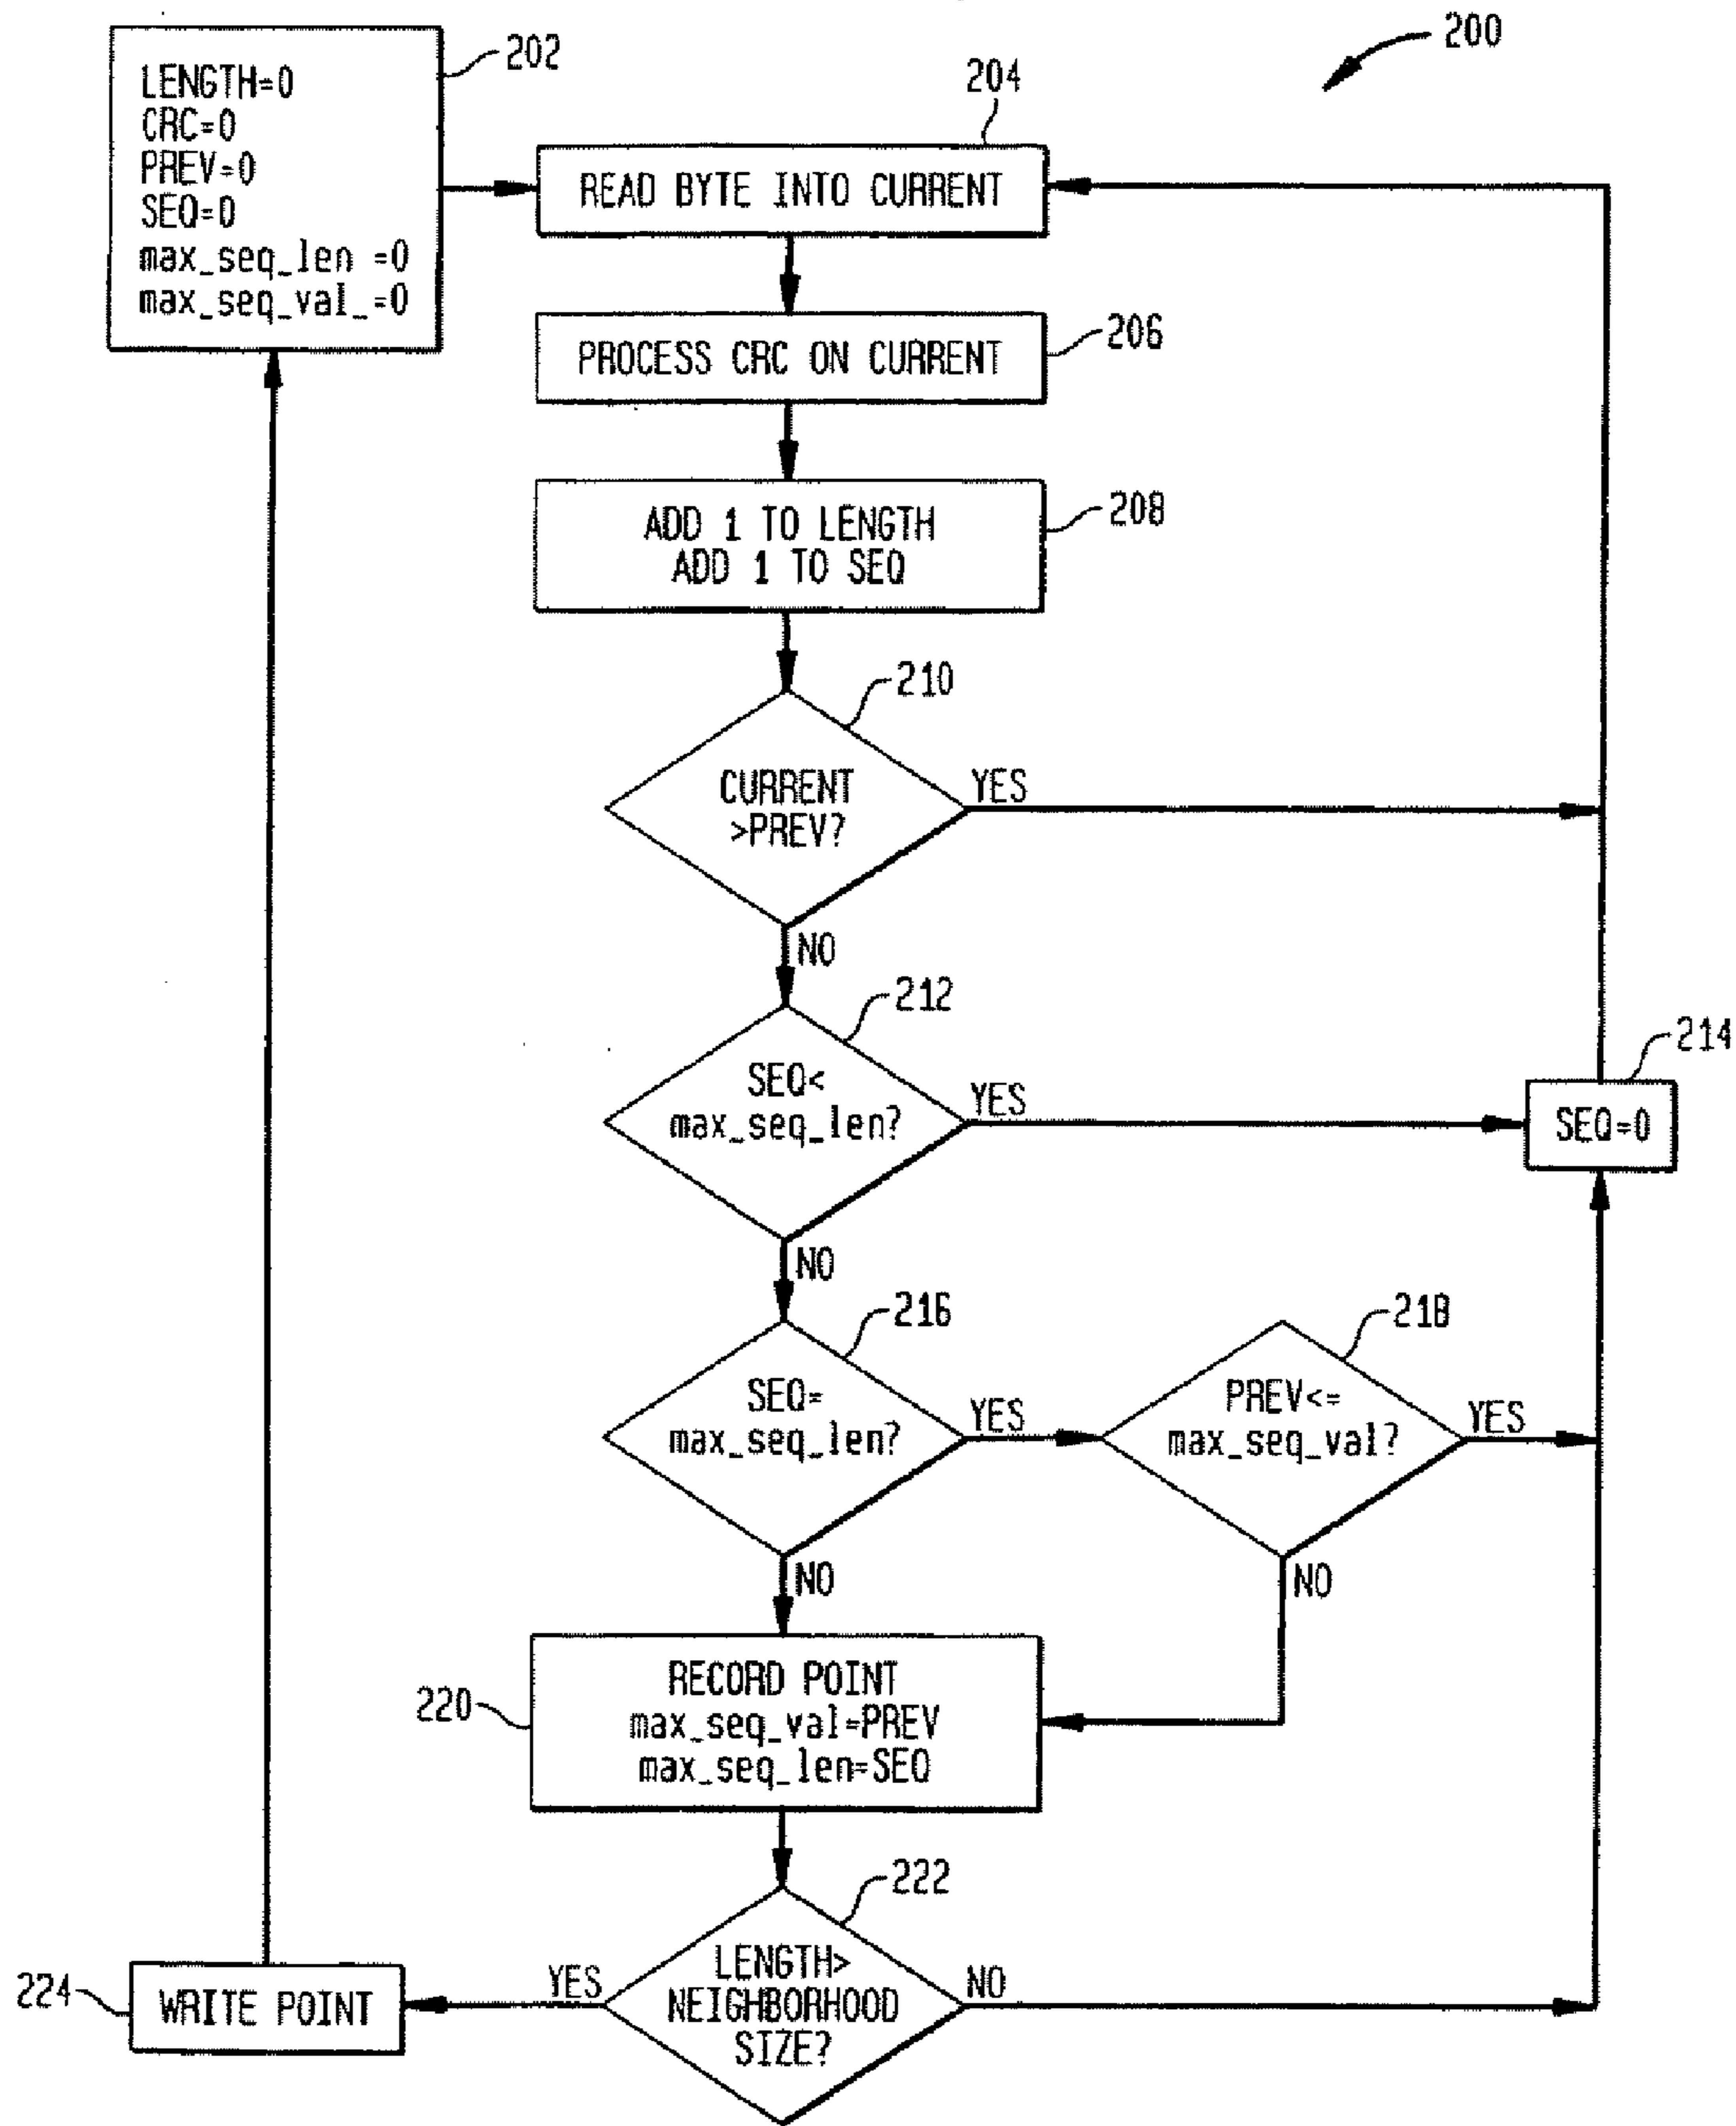 200
202
LENGTH=0
CRC=0
PREV=0
SEQ=0
max_seq_len =0
max_seq_val_=0
204
READ BYTE INTO CURRENT
206
PROCESS CRC ON CURRENT
208
ADD 1 TO LENGTH
ADD 1 TO SEQ
210
CURRENT
>PREV?
YES
NO
212
SEQ<
max_seq_len?
YES
NO
214
SEQ=0
216
SEQ=
max_seq_len?
YES
NO
218
PREV<=
max_seq_val?
YES
NO
220
RECORD POINT
max_seq_val=PREV
max_seq_len=SEQ
222
LENGTH>
NEIGHBORHOOD
SIZE?
YES
NO
224
WRITE POINT